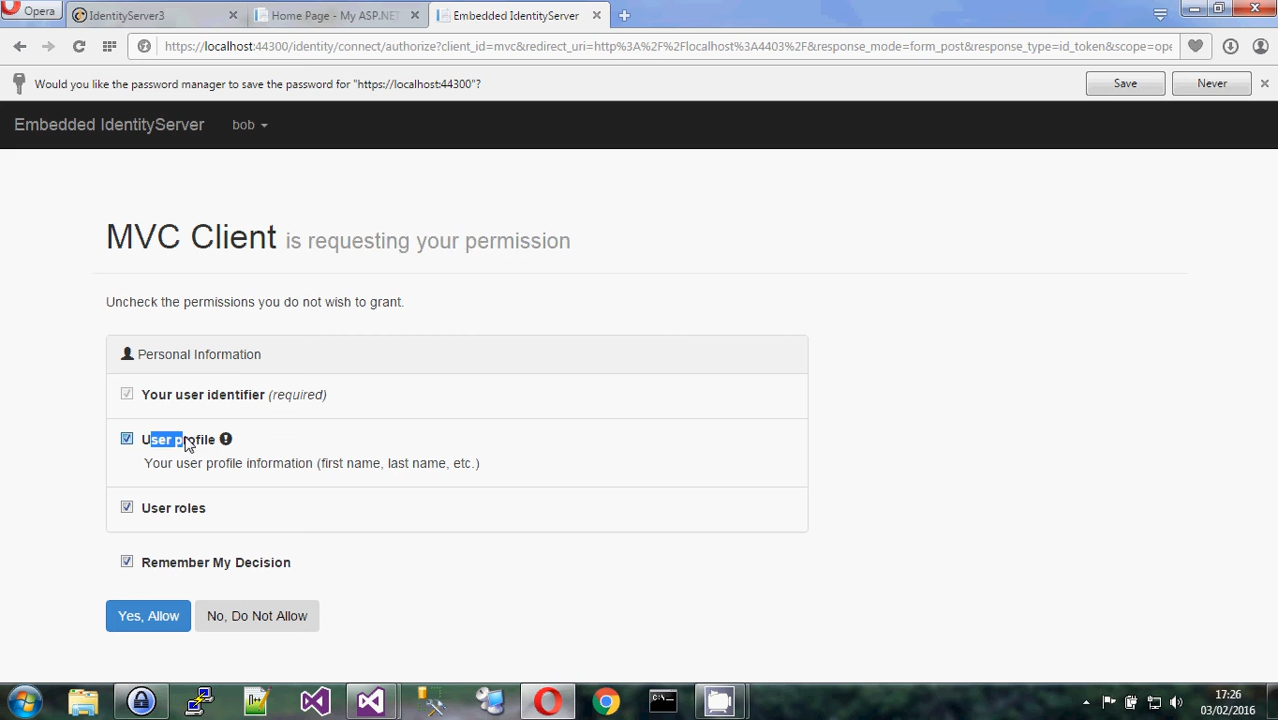 Opera
IdentityServer3
Home Page - My ASP.NET
Embedded IdentityServer
https://localhost:44300/identity/connect/authorize?client_id=mvc&redirect_uri=http%3A%2F%2Flocalhost%3A4403%2F&response_mode=form_post&response_type=id_token&scope=ope
Would you like the password manager to save the password for "https://localhost:44300"?
Save
Never
Embedded IdentityServer
bob
MVC Client is requesting your permission
Uncheck the permissions you do not wish to grant.
Personal Information
Your user identifier (required)
User profile
Your user profile information (first name, last name, etc.)
User roles
Remember My Decision
Yes, Allow
No, Do Not Allow
17:26
03/02/2016